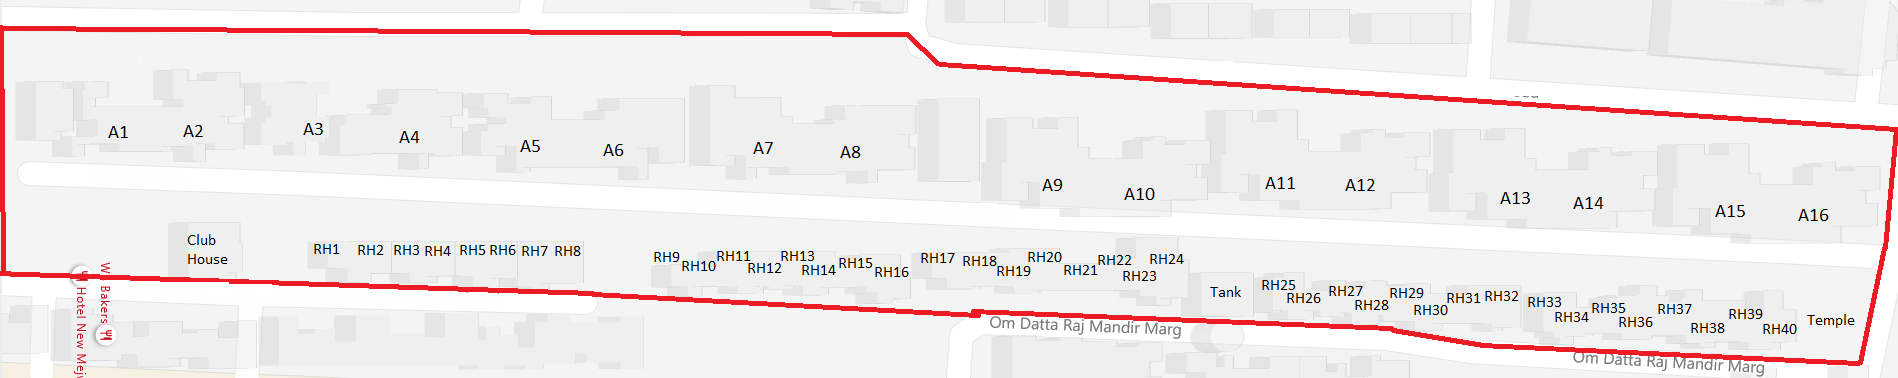 A1
A2
A3
A4
A5
A6
A7
A8
A9
A10
A11
A12
A13
A14
A15
A16
Club
House
RH1
RH2
RH3
RH4
RH5
RH6
RH7
RH8
RH9
RH10
RH11
RH12
RH13
RH14
RH15
RH16
RH17
RH18
RH19
RH20
RH21
RH22
RH23
RH24
Tank
RH25
RH26
RH27
RH28
RH29
RH30
RH31
RH32
RH33
RH34
RH35
RH36
RH37
RH38
RH39
RH40
Temple
Om Datta Raj Mandir Marg
Om Datta Raj Mandir Marg
Bakers
Hotel New